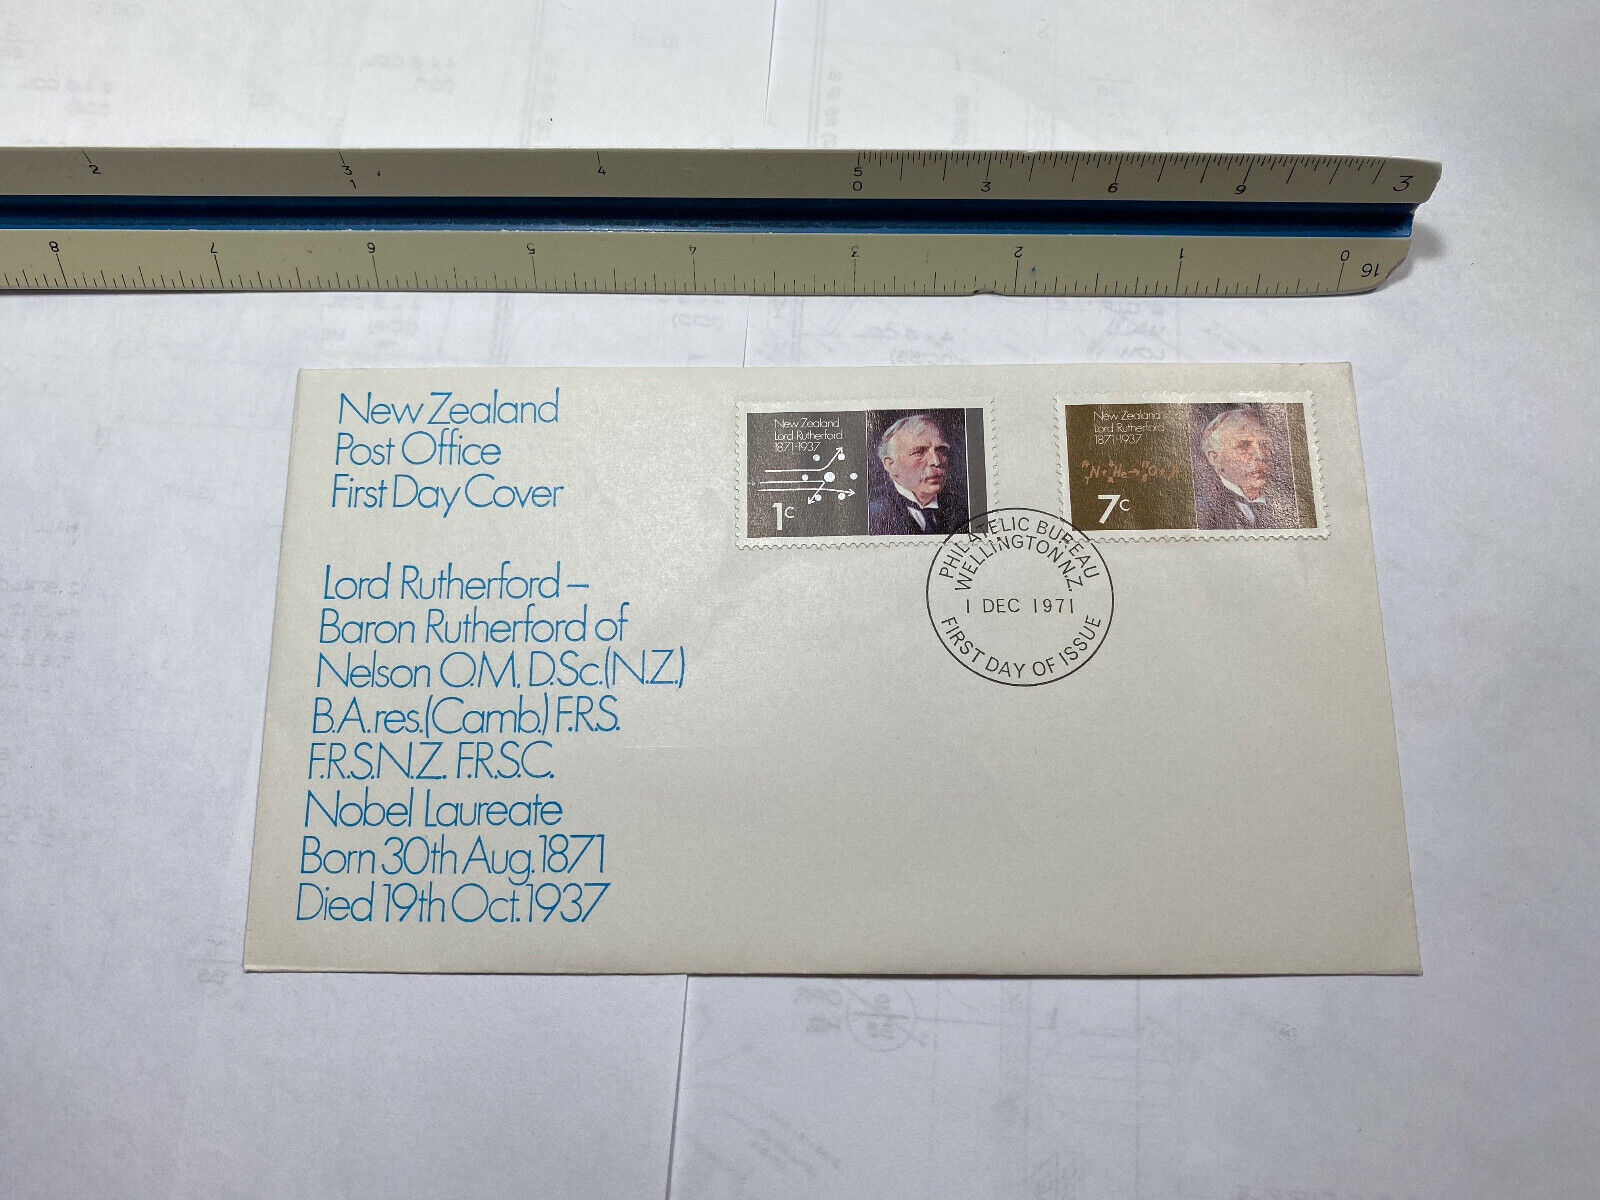 2 3 4 5 3 6 9 3
1 0
8 7 6 5 4 3 2 1 0 16
New Zealand
Post Office
First Day Cover
Lord Rutherford –
Baron Rutherford of
Nelson O.M. D.Sc.(N.Z.)
B.A.res.(Camb.) F.R.S.
F.R.S.N.Z. F.R.S.C.
Nobel Laureate
Born 30th Aug. 1871
Died 19th Oct. 1937
New Zealand
Lord Rutherford
1871-1937
1c
New Zealand
Lord Rutherford
1871-1937
7c
PHILATELIC BUREAU
WELLINGTON N.Z.
1 DEC 1971
FIRST DAY OF ISSUE